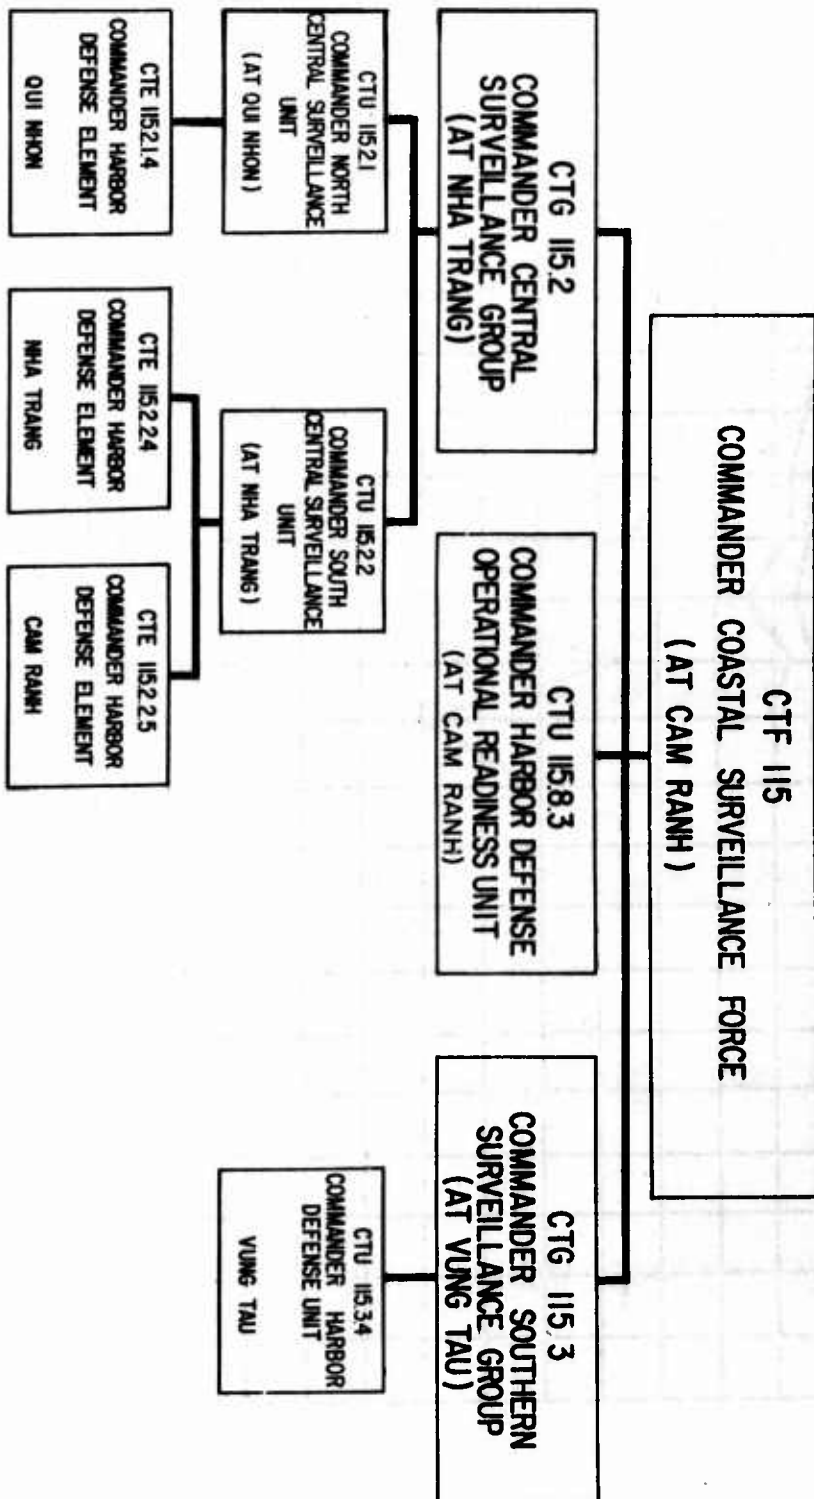 CTF 115
COMMANDER COASTAL SURVEILLANCE FORCE
(AT CAM RANH)
CTG 115.2
COMMANDER CENTRAL
SURVEILLANCE GROUP
(AT NHA TRANG)
CTU 115.8.3
COMMANDER HARBOR DEFENSE
OPERATIONAL READINESS UNIT
(AT CAM RANH)
CTG 115.3
COMMANDER SOUTHERN
SURVEILLANCE GROUP
(AT VUNG TAU)
CTU 115.2.1
COMMANDER NORTH
CENTRAL SURVEILLANCE
UNIT
(AT QUI NHON)
CTU 115.2.2
COMMANDER SOUTH
CENTRAL SURVEILLANCE
UNIT
(AT NHA TRANG)
CTU 115.3.4
COMMANDER HARBOR
DEFENSE UNIT
VUNG TAU
CTE 115.2.1.4
COMMANDER HARBOR
DEFENSE ELEMENT
QUI NHON
CTE 115.2.2.4
COMMANDER HARBOR
DEFENSE ELEMENT
NHA TRANG
CTE 115.2.2.5
COMMANDER HARBOR
DEFENSE ELEMENT
CAM RANH